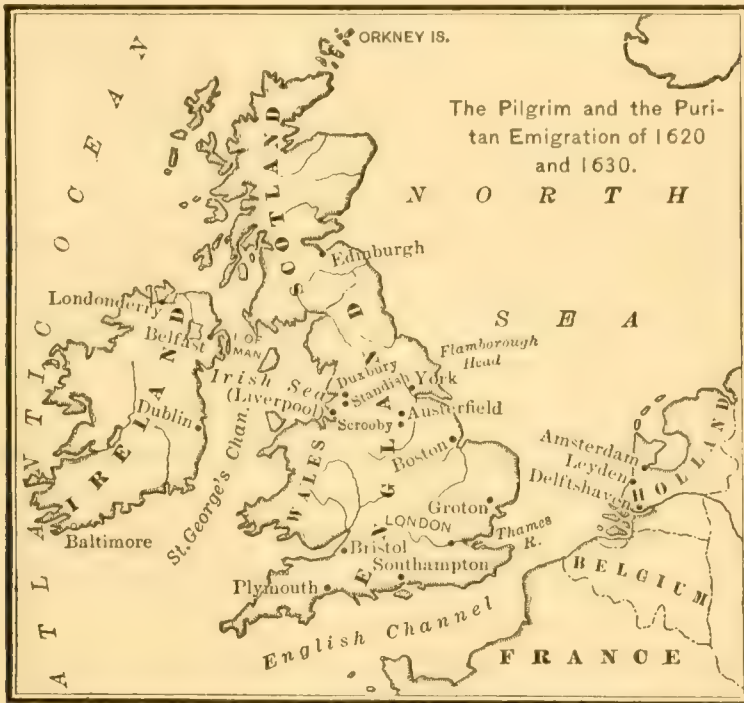 ORKNEY IS.
The Pilgrim and the Puri-
tan Emigration of 1620
and 1630.
ATLANTIC OCEAN
NORTH
SEA
SCOTLAND
Edinburgh
Londonderry
Belfast
I. OF
MAN
Irish Sea
(Liverpool)
Duxbury
Standish
Flamborough
Head
York
Scrooby
Austerfield
IRELAND
Dublin
Boston
St. George's Chan.
WALES
ENGLAND
Groton
LONDON
Thames
R.
Amsterdam
Leyden
Delftshaven
HOLLAND
Baltimore
Bristol
Southampton
Plymouth
BELGIUM
English Channel
FRANCE